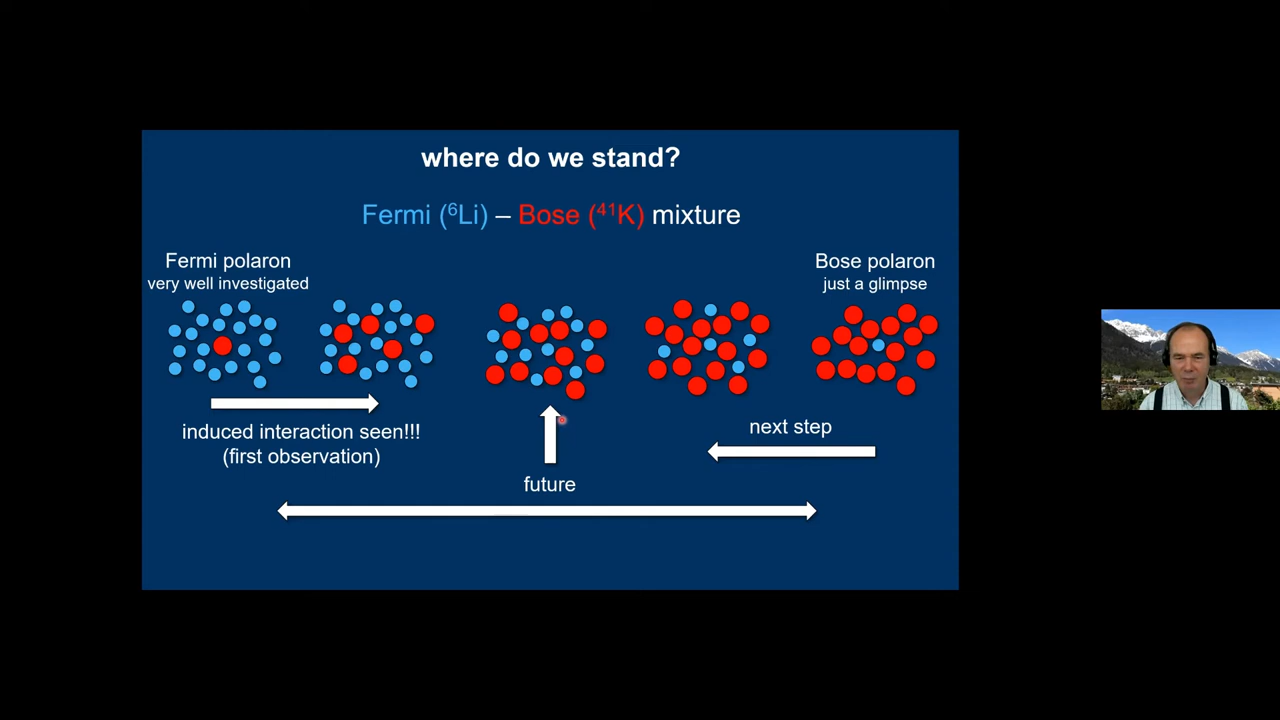 where do we stand?
Fermi (⁶Li) – Bose (⁴¹K) mixture
Fermi polaron
very well investigated
Bose polaron
just a glimpse
induced interaction seen!!!
(first observation)
future
next step